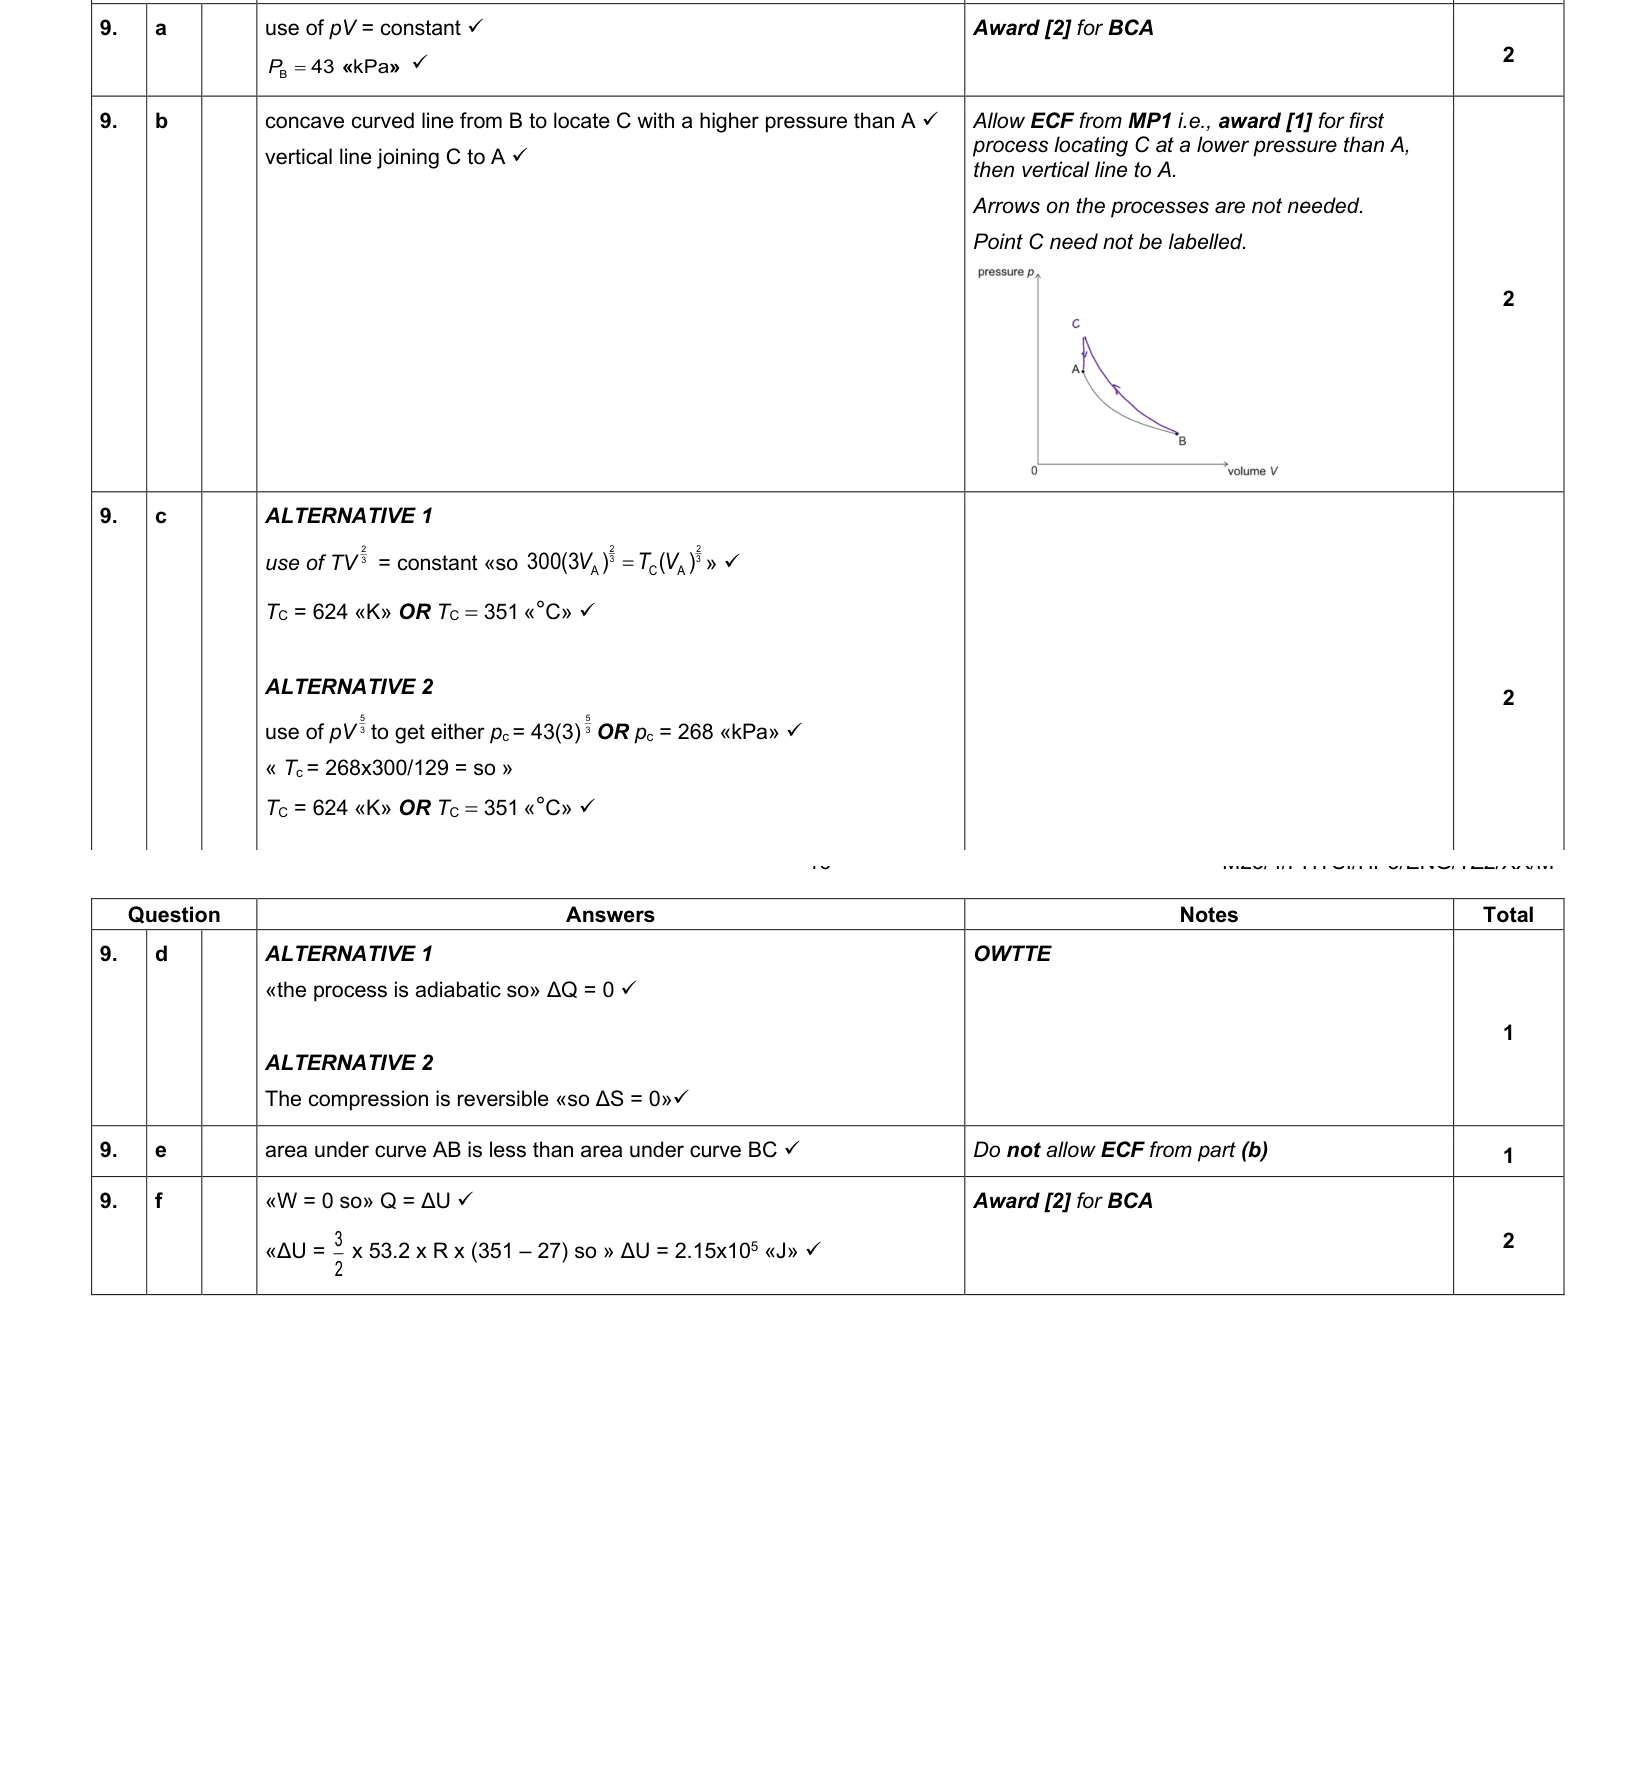 9. a use of pV = constant ✓ Award [2] for BCA 2
P_B = 43 «kPa» ✓
9. b concave curved line from B to locate C with a higher pressure than A ✓
vertical line joining C to A ✓
Allow ECF from MP1 i.e., award [1] for first
process locating C at a lower pressure than A,
then vertical line to A.
Arrows on the processes are not needed.
Point C need not be labelled.
pressure p
C
A
B
0 volume V
2
9. c ALTERNATIVE 1
use of TV^(2/3) = constant «so 300(3V_A)^(2/3) = T_C(V_A)^(2/3) » ✓
T_C = 624 «K» OR T_C = 351 «°C» ✓
ALTERNATIVE 2
use of pV^(5/3) to get either p_c = 43(3)^(5/3) OR p_c = 268 «kPa» ✓
« T_c = 268x300/129 = so »
T_C = 624 «K» OR T_C = 351 «°C» ✓
2
Question Answers Notes Total
9. d ALTERNATIVE 1 OWTTE
«the process is adiabatic so» ΔQ = 0 ✓
ALTERNATIVE 2
The compression is reversible «so ΔS = 0»✓
1
9. e area under curve AB is less than area under curve BC ✓ Do not allow ECF from part (b) 1
9. f «W = 0 so» Q = ΔU ✓ Award [2] for BCA
«ΔU = 3/2 x 53.2 x R x (351 – 27) so » ΔU = 2.15x10⁵ «J» ✓
2